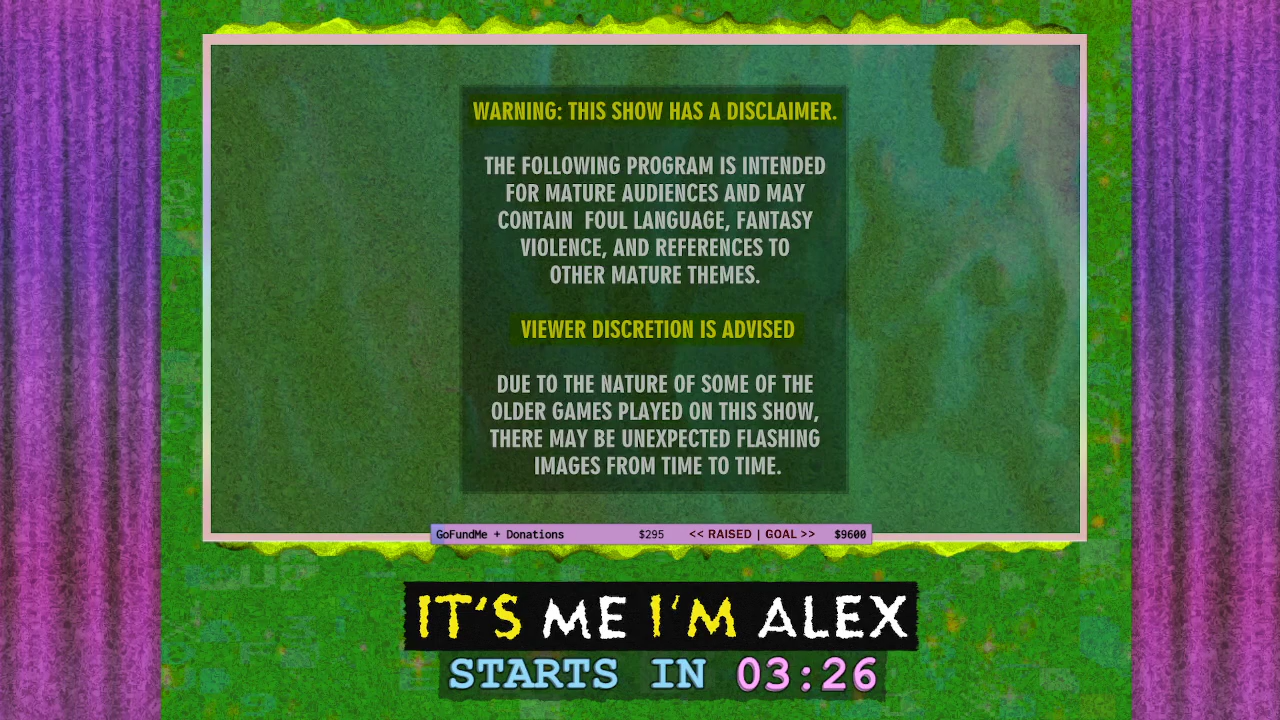 WARNING: THIS SHOW HAS A DISCLAIMER.
THE FOLLOWING PROGRAM IS INTENDED
FOR MATURE AUDIENCES AND MAY
CONTAIN FOUL LANGUAGE, FANTASY
VIOLENCE, AND REFERENCES TO
OTHER MATURE THEMES.
VIEWER DISCRETION IS ADVISED
DUE TO THE NATURE OF SOME OF THE
OLDER GAMES PLAYED ON THIS SHOW,
THERE MAY BE UNEXPECTED FLASHING
IMAGES FROM TIME TO TIME.
GoFundMe + Donations $295 << RAISED | GOAL >> $9600
IT'S ME I'M ALEX
STARTS IN 03:26